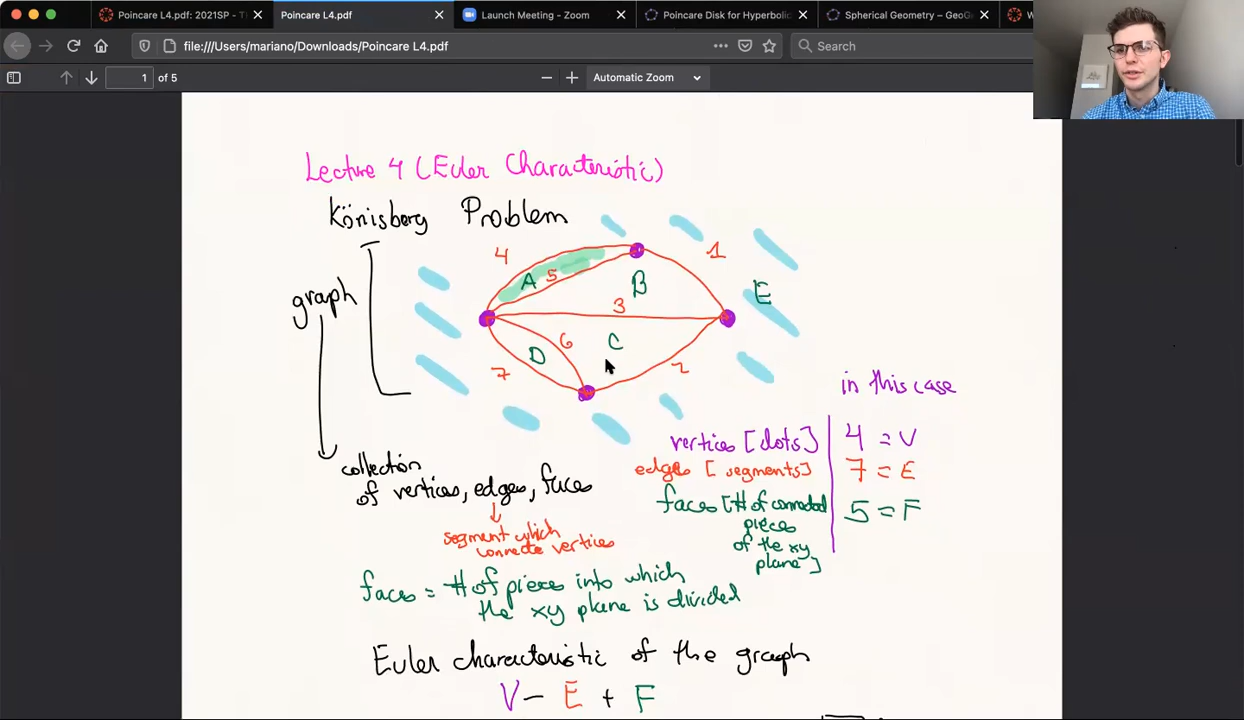 Poincare L4.pdf: 2021SP - T
Poincare L4.pdf
Launch Meeting - Zoom
Poincare Disk for Hyperbolic
Spherical Geometry – GeoG
file:///Users/mariano/Downloads/Poincare L4.pdf
Search
1 of 5
Automatic Zoom
Lecture 4 (Euler Characteristic)
Könisberg Problem
graph
4
1
A
5
B
E
3
6
C
D
7
2
in this case
vertices [dots] 4 = V
edges [segments] 7 = E
faces [# of connected 5 = F
pieces
of the xy
plane]
collection
of vertices, edges, faces
segment which
connects vertices
faces = # of pieces into which
the xy plane is divided
Euler characteristic of the graph
V - E + F